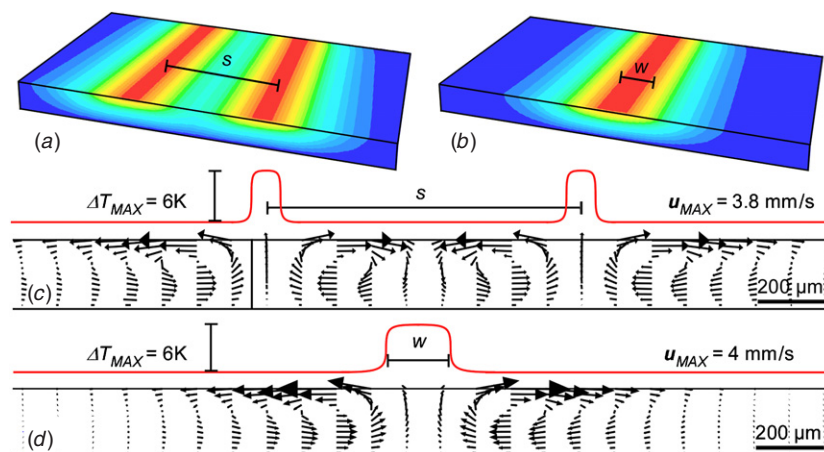 s
w
(a)
(b)
ΔT_MAX = 6K
s
u_MAX = 3.8 mm/s
(c)
200 µm
ΔT_MAX = 6K
w
u_MAX = 4 mm/s
(d)
200 µm